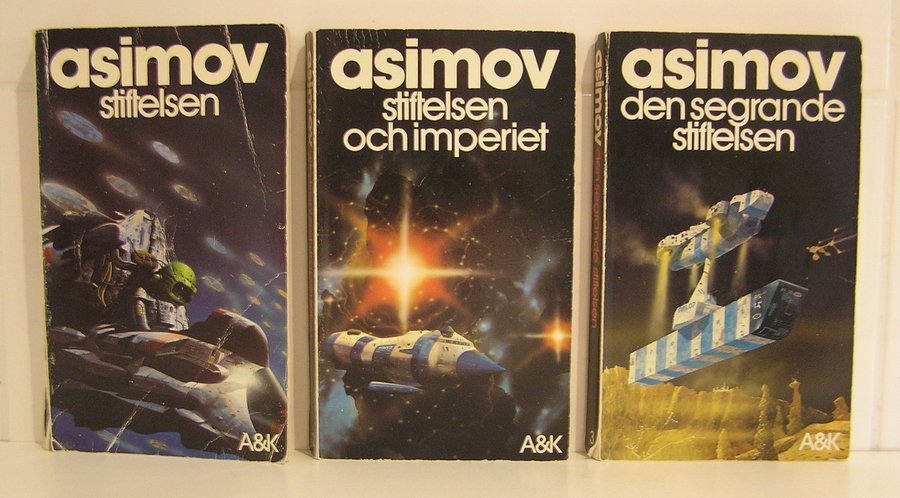 asimov
stiftelsen
A&K
asimov
stiftelsen
och imperiet
A&K
asimov
den segrande
stiftelsen
A&K
asimov
den segrande stiftelsen
3